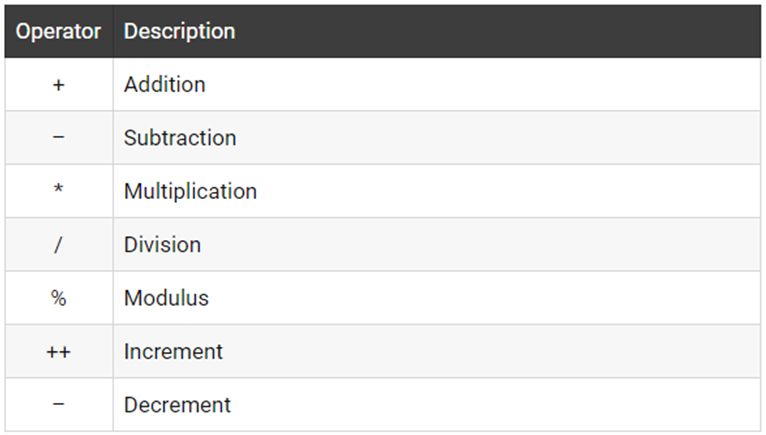 Operator Description
+ Addition
− Subtraction
* Multiplication
/ Division
% Modulus
++ Increment
− Decrement